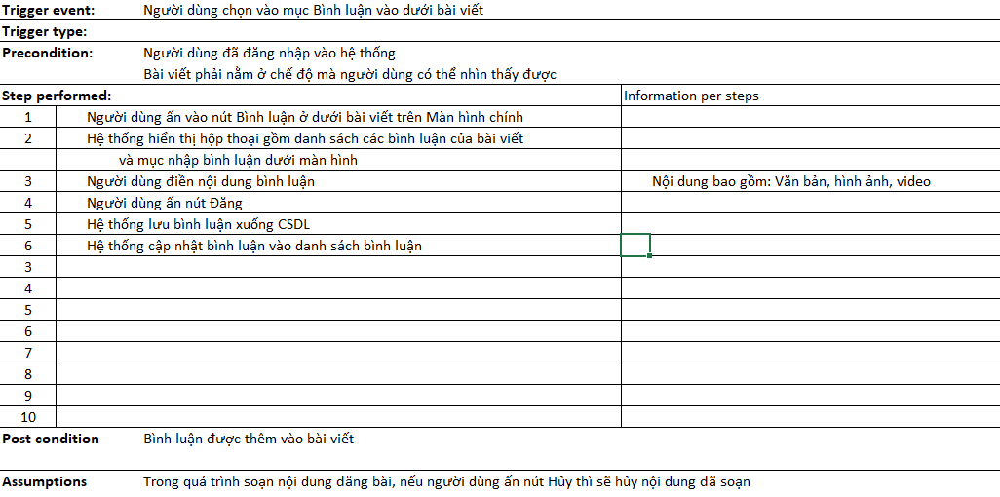 Trigger event: Người dùng chọn vào mục Bình luận vào dưới bài viết
Trigger type:
Precondition: Người dùng đã đăng nhập vào hệ thống
Bài viết phải nằm ở chế độ mà người dùng có thể nhìn thấy được
Step performed: Information per steps
1 Người dùng ấn vào nút Bình luận ở dưới bài viết trên Màn hình chính
2 Hệ thống hiển thị hộp thoại gồm danh sách các bình luận của bài viết
và mục nhập bình luận dưới màn hình
3 Người dùng điền nội dung bình luận Nội dung bao gồm: Văn bản, hình ảnh, video
4 Người dùng ấn nút Đăng
5 Hệ thống lưu bình luận xuống CSDL
6 Hệ thống cập nhật bình luận vào danh sách bình luận
3
4
5
6
7
8
9
10
Post condition Bình luận được thêm vào bài viết
Assumptions Trong quá trình soạn nội dung đăng bài, nếu người dùng ấn nút Hủy thì sẽ hủy nội dung đã soạn